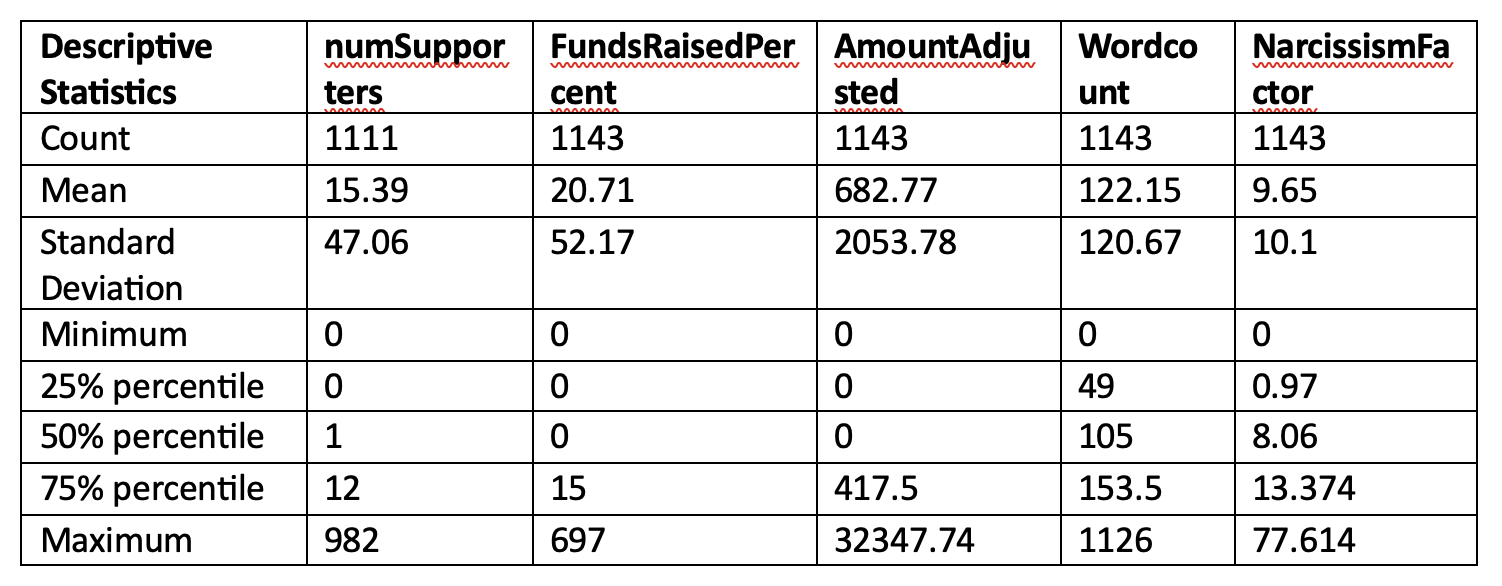 Descriptive Statistics numSupporters FundsRaisedPercent AmountAdjusted Wordcount NarcissismFactor
Count 1111 1143 1143 1143 1143
Mean 15.39 20.71 682.77 122.15 9.65
Standard Deviation 47.06 52.17 2053.78 120.67 10.1
Minimum 0 0 0 0 0
25% percentile 0 0 0 49 0.97
50% percentile 1 0 0 105 8.06
75% percentile 12 15 417.5 153.5 13.374
Maximum 982 697 32347.74 1126 77.614